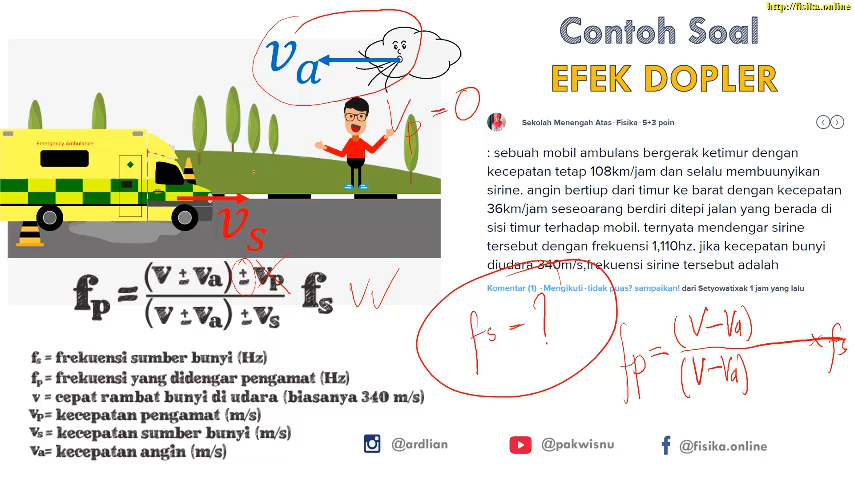 http://fisika.online
Contoh Soal
EFEK DOPLER
Sekolah Menengah Atas · Fisika · 5+3 poin
: sebuah mobil ambulans bergerak ketimur dengan
kecepatan tetap 108km/jam dan selalu membuunyikan
sirine. angin bertiup dari timur ke barat dengan kecepatan
36km/jam seseoarang berdiri ditepi jalan yang berada di
sisi timur terhadap mobil. ternyata mendengar sirine
tersebut dengan frekuensi 1,110hz. jika kecepatan bunyi
diudara 340m/s,frekuensi sirine tersebut adalah
Komentar (1) · Mengikuti · tidak puas? sampaikan! dari Setyowatixak 1 jam yang lalu
va
Vp = 0
Emergency Ambulance
vs
fp = (v ± va) ± vp / (v ± va) ± vs fs
fs = ?
fp = (V - Va) / (V - Va) x fs
fs = frekuensi sumber bunyi (Hz)
fp = frekuensi yang didengar pengamat (Hz)
v = cepat rambat bunyi di udara (biasanya 340 m/s)
vp= kecepatan pengamat (m/s)
vs= kecepatan sumber bunyi (m/s)
va= kecepatan angin (m/s)
@ardlian
@pakwisnu
@fisika.online